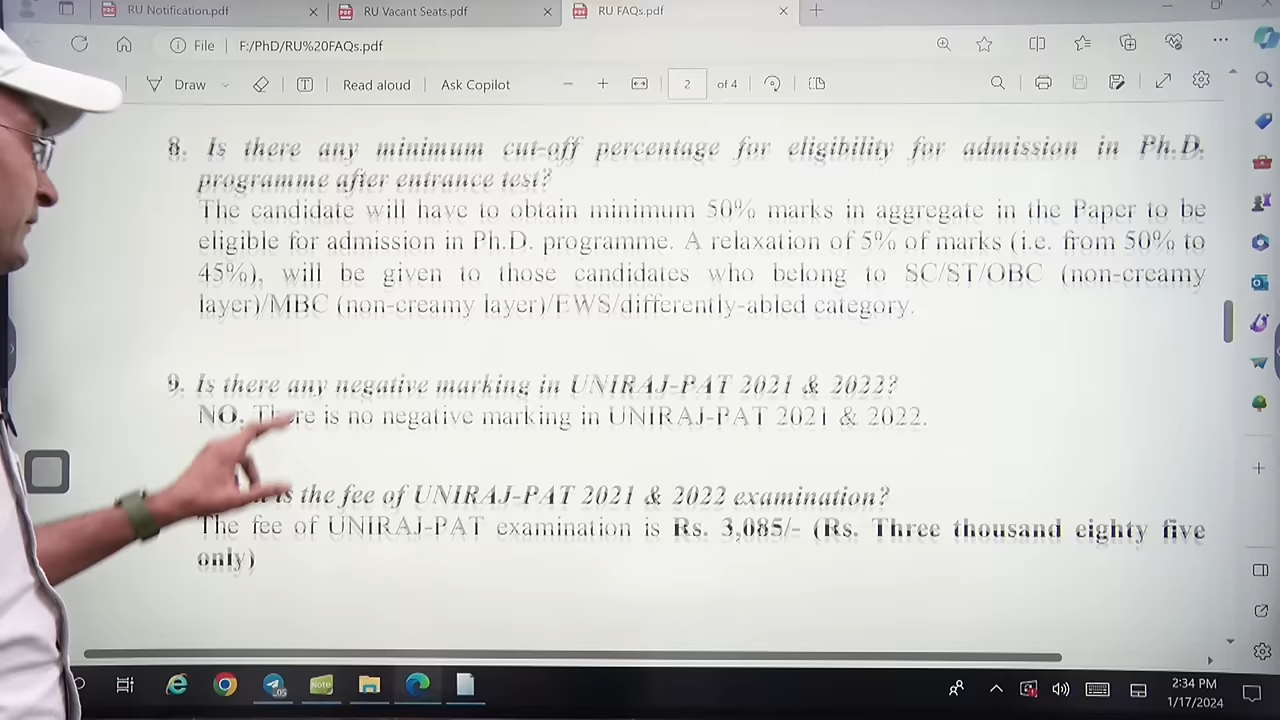 RU Notification.pdf
RU Vacant Seats.pdf
RU FAQs.pdf
File F:/PhD/RU%20FAQs.pdf
Draw
Read aloud
Ask Copilot
2 of 4
8. Is there any minimum cut-off percentage for eligibility for admission in Ph.D.
programme after entrance test?
The candidate will have to obtain minimum 50% marks in aggregate in the Paper to be
eligible for admission in Ph.D. programme. A relaxation of 5% of marks (i.e. from 50% to
45%), will be given to those candidates who belong to SC/ST/OBC (non-creamy
layer)/MBC (non-creamy layer)/EWS/differently-abled category.
9. Is there any negative marking in UNIRAJ-PAT 2021 & 2022?
NO. There is no negative marking in UNIRAJ-PAT 2021 & 2022.
is the fee of UNIRAJ-PAT 2021 & 2022 examination?
The fee of UNIRAJ-PAT examination is Rs. 3,085/- (Rs. Three thousand eighty five
only)
.05
Note
2:34 PM
1/17/2024